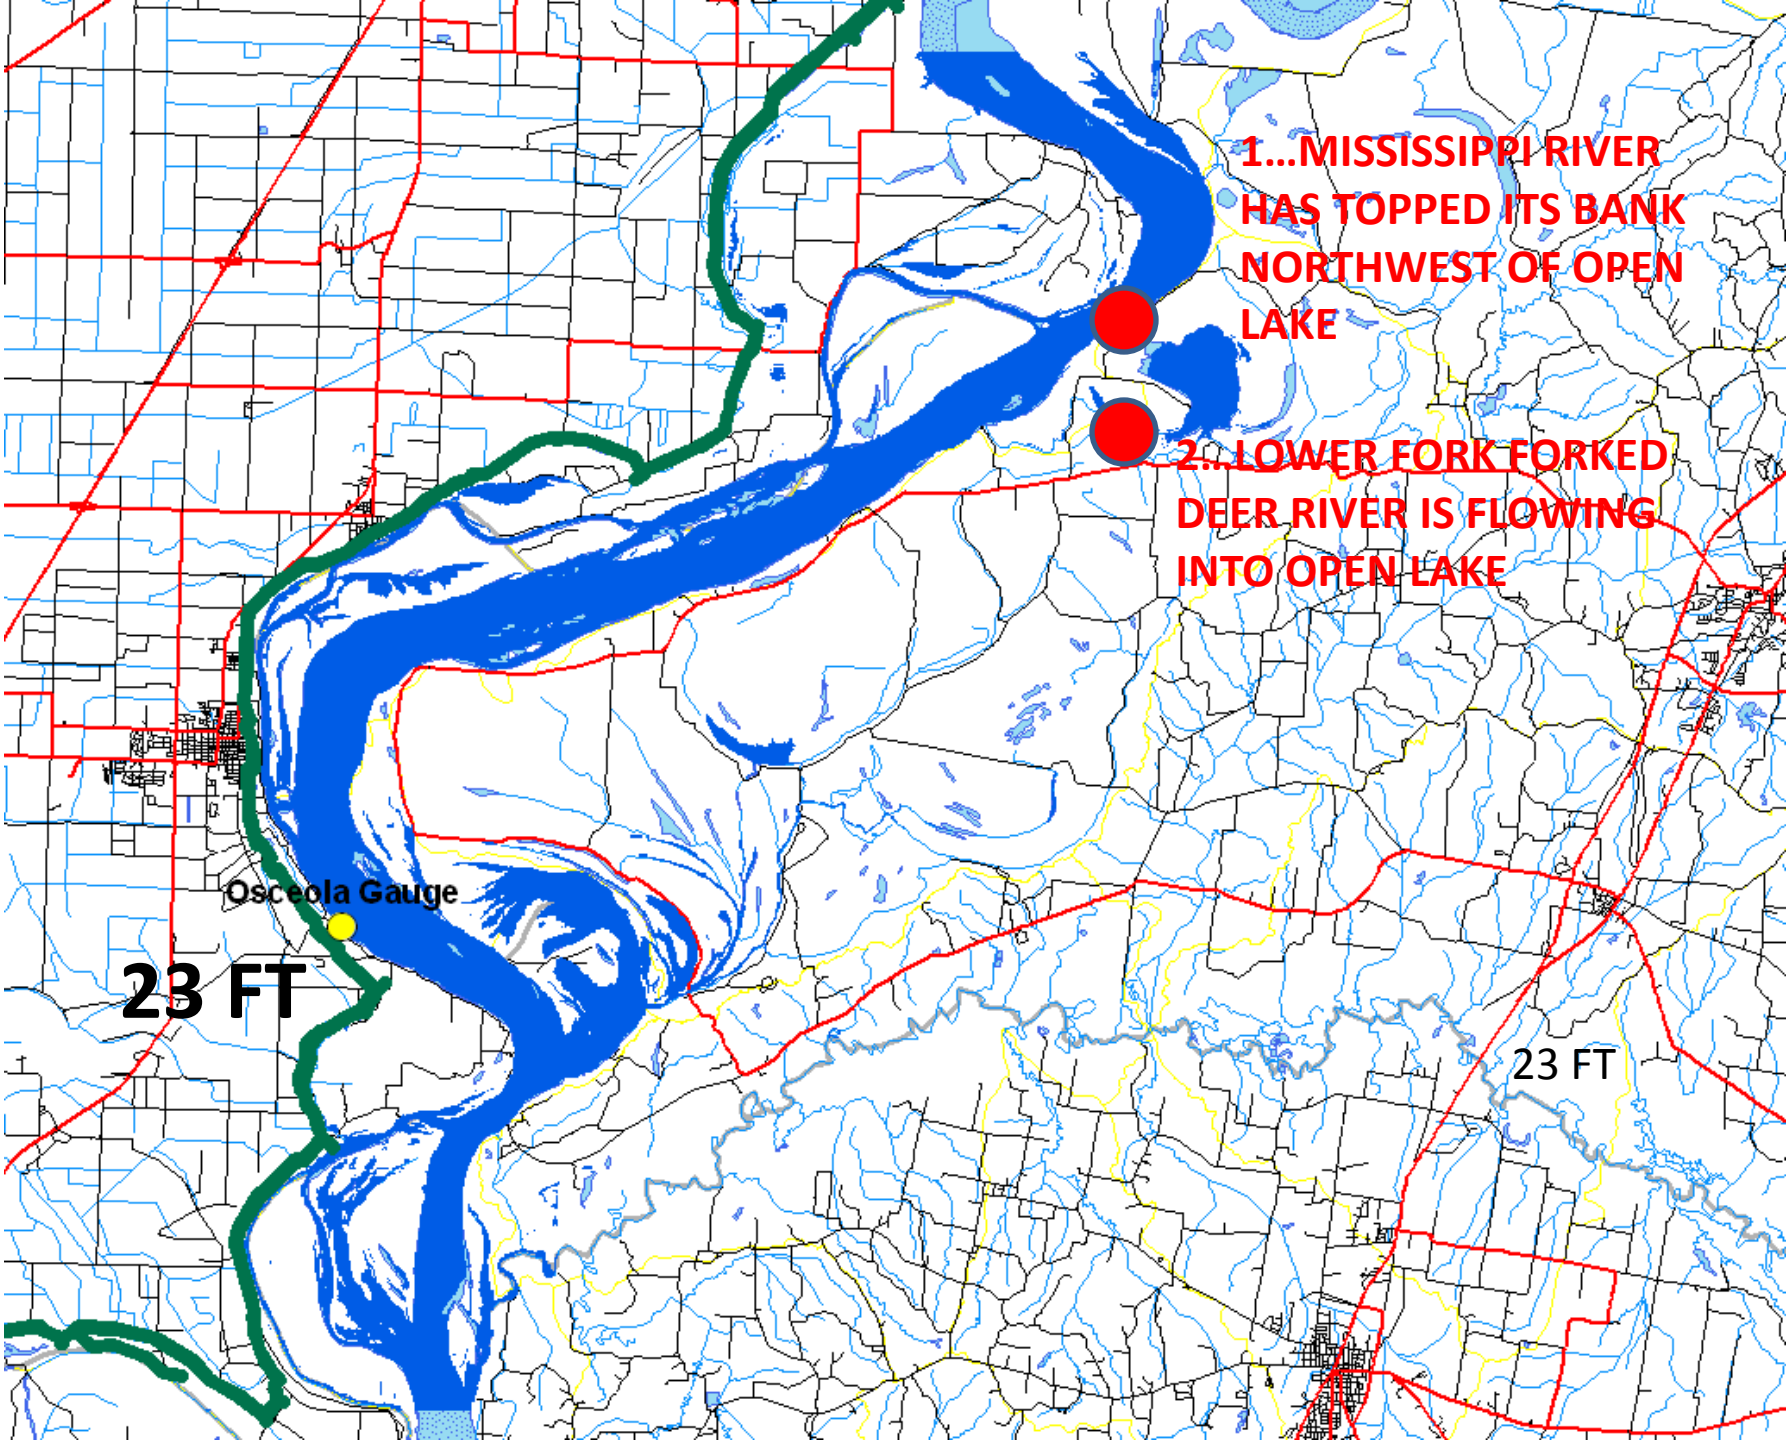 1...MISSISSIPPI RIVER
HAS TOPPED ITS BANK
NORTHWEST OF OPEN
LAKE
2...LOWER FORK FORKED
DEER RIVER IS FLOWING
INTO OPEN LAKE
Osceola Gauge
23 FT
23 FT